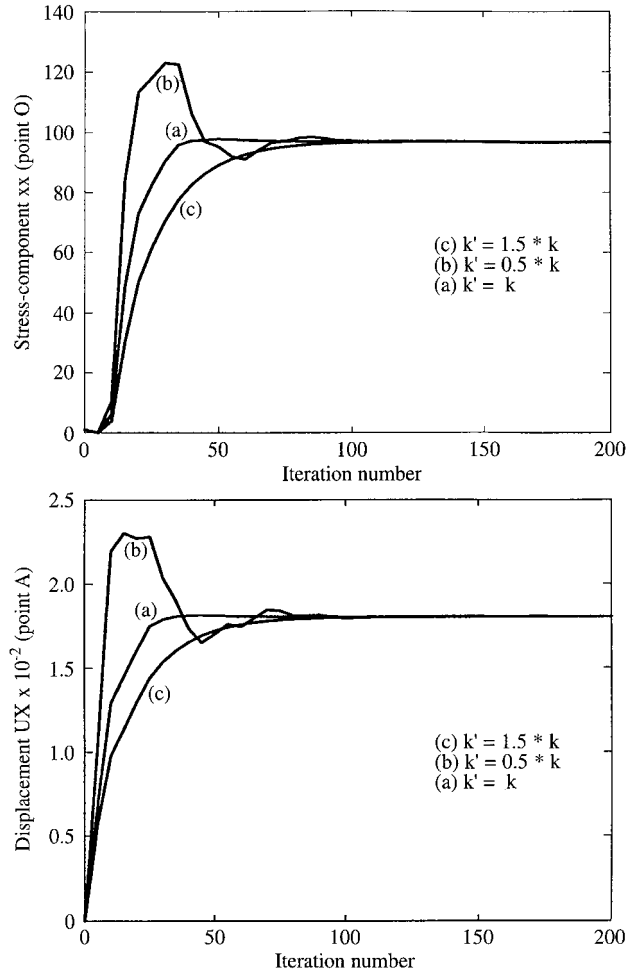 140
120
100
80
60
40
20
0
Stress-component xx (point O)
(b)
(a)
(c)
(c) k' = 1.5 * k
(b) k' = 0.5 * k
(a) k' = k
0
50
100
150
200
Iteration number
2.5
2.0
1.5
1.0
0.5
0
Displacement UX x 10-2 (point A)
(b)
(a)
(c)
(c) k' = 1.5 * k
(b) k' = 0.5 * k
(a) k' = k
0
50
100
150
200
Iteration number